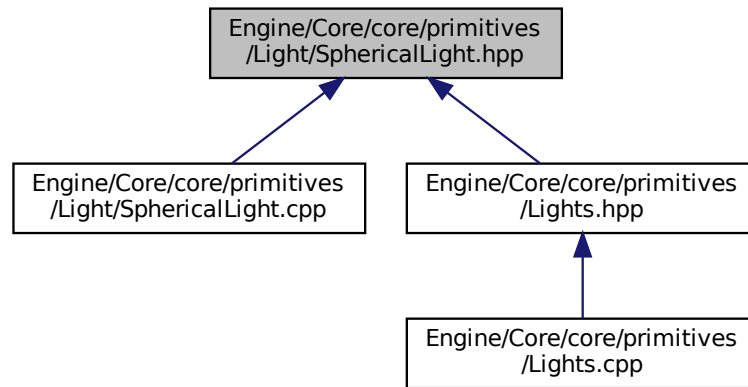 Engine/Core/core/primitives
/Light/SphericalLight.hpp
Engine/Core/core/primitives
/Light/SphericalLight.cpp
Engine/Core/core/primitives
/Lights.hpp
Engine/Core/core/primitives
/Lights.cpp